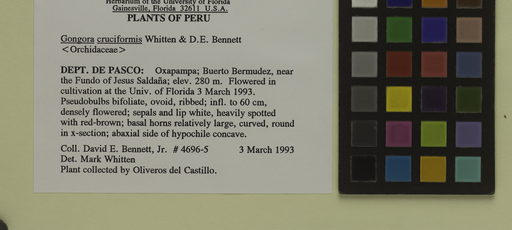 Herbarium of the University of Florida
Gainesville, Florida 32611 U.S.A.
PLANTS OF PERU
Gongora cruciformis Whitten & D.E. Bennett
<Orchidaceae>
DEPT. DE PASCO: Oxapampa; Buerto Bermudez, near
the Fundo of Jesus Saldaña; elev. 280 m. Flowered in
cultivation at the Univ. of Florida 3 March 1993.
Pseudobulbs bifoliate, ovoid, ribbed; infl. to 60 cm,
densely flowered; sepals and lip white, heavily spotted
with red-brown; basal horns relatively large, curved, round
in x-section; abaxial side of hypochile concave.
Coll. David E. Bennett, Jr. # 4696-5 3 March 1993
Det. Mark Whitten
Plant collected by Oliveros del Castillo.